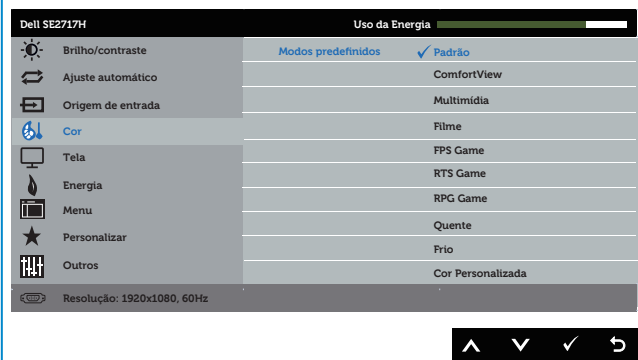 Dell SE2717H Uso da Energia
Brilho/contraste Modos predefinidos Padrão
Ajuste automático ComfortView
Origem de entrada Multimídia
Cor Filme
Tela FPS Game
RTS Game
Energia RPG Game
Menu
Personalizar Quente
Frio
Outros Cor Personalizada
Resolução: 1920x1080, 60Hz